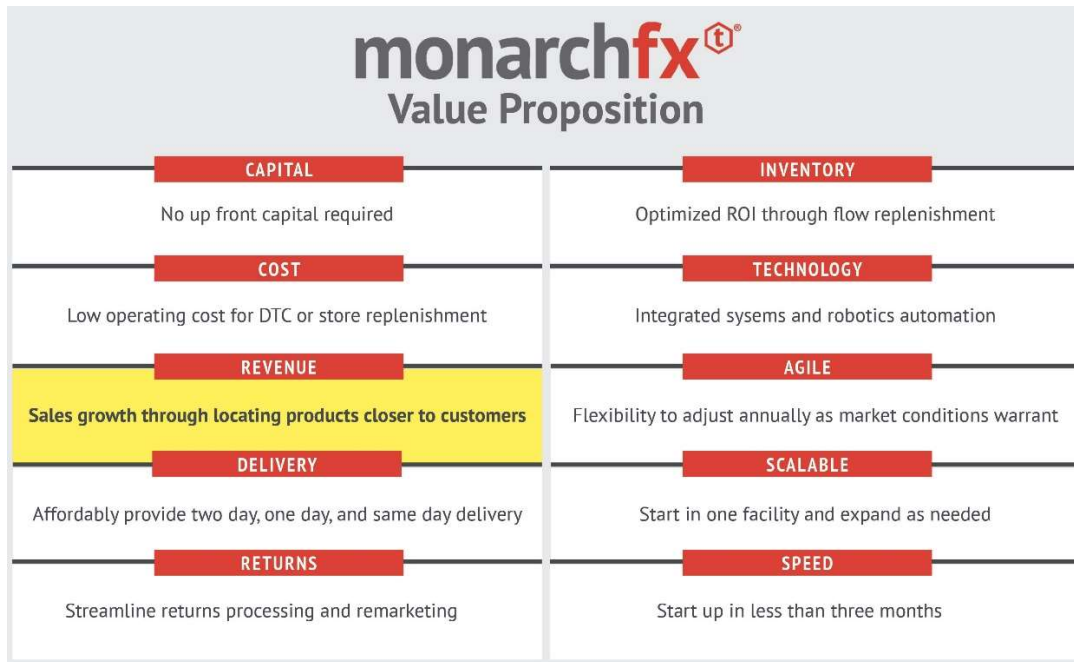 monarchfx t®
Value Proposition
CAPITAL
No up front capital required
COST
Low operating cost for DTC or store replenishment
REVENUE
Sales growth through locating products closer to customers
DELIVERY
Affordably provide two day, one day, and same day delivery
RETURNS
Streamline returns processing and remarketing
INVENTORY
Optimized ROI through flow replenishment
TECHNOLOGY
Integrated sysems and robotics automation
AGILE
Flexibility to adjust annually as market conditions warrant
SCALABLE
Start in one facility and expand as needed
SPEED
Start up in less than three months